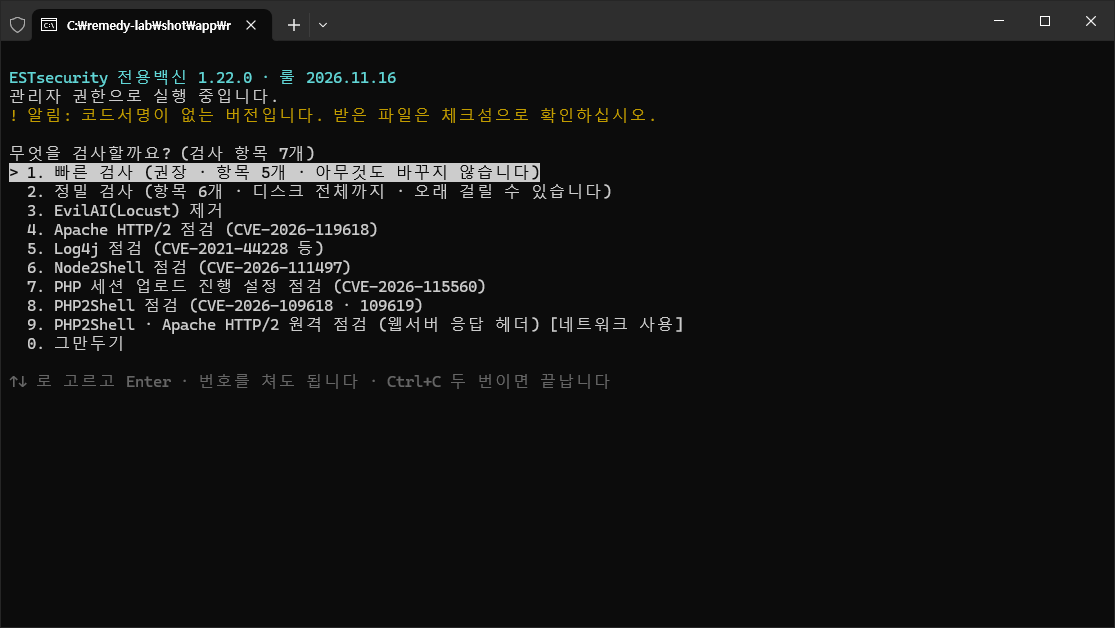 C:₩remedy-lab₩shot₩app₩r
ESTsecurity 전용백신 1.22.0 · 룰 2026.11.16
관리자 권한으로 실행 중입니다.
! 알림: 코드서명이 없는 버전입니다. 받은 파일은 체크섬으로 확인하십시오.
무엇을 검사할까요? (검사 항목 7개)
> 1. 빠른 검사 (권장 · 항목 5개 · 아무것도 바꾸지 않습니다)
2. 정밀 검사 (항목 6개 · 디스크 전체까지 · 오래 걸릴 수 있습니다)
3. EvilAI(Locust) 제거
4. Apache HTTP/2 점검 (CVE-2026-119618)
5. Log4j 점검 (CVE-2021-44228 등)
6. Node2Shell 점검 (CVE-2026-111497)
7. PHP 세션 업로드 진행 설정 점검 (CVE-2026-115560)
8. PHP2Shell 점검 (CVE-2026-109618 · 109619)
9. PHP2Shell · Apache HTTP/2 원격 점검 (웹서버 응답 헤더) [네트워크 사용]
0. 그만두기
↑↓ 로 고르고 Enter · 번호를 쳐도 됩니다 · Ctrl+C 두 번이면 끝납니다